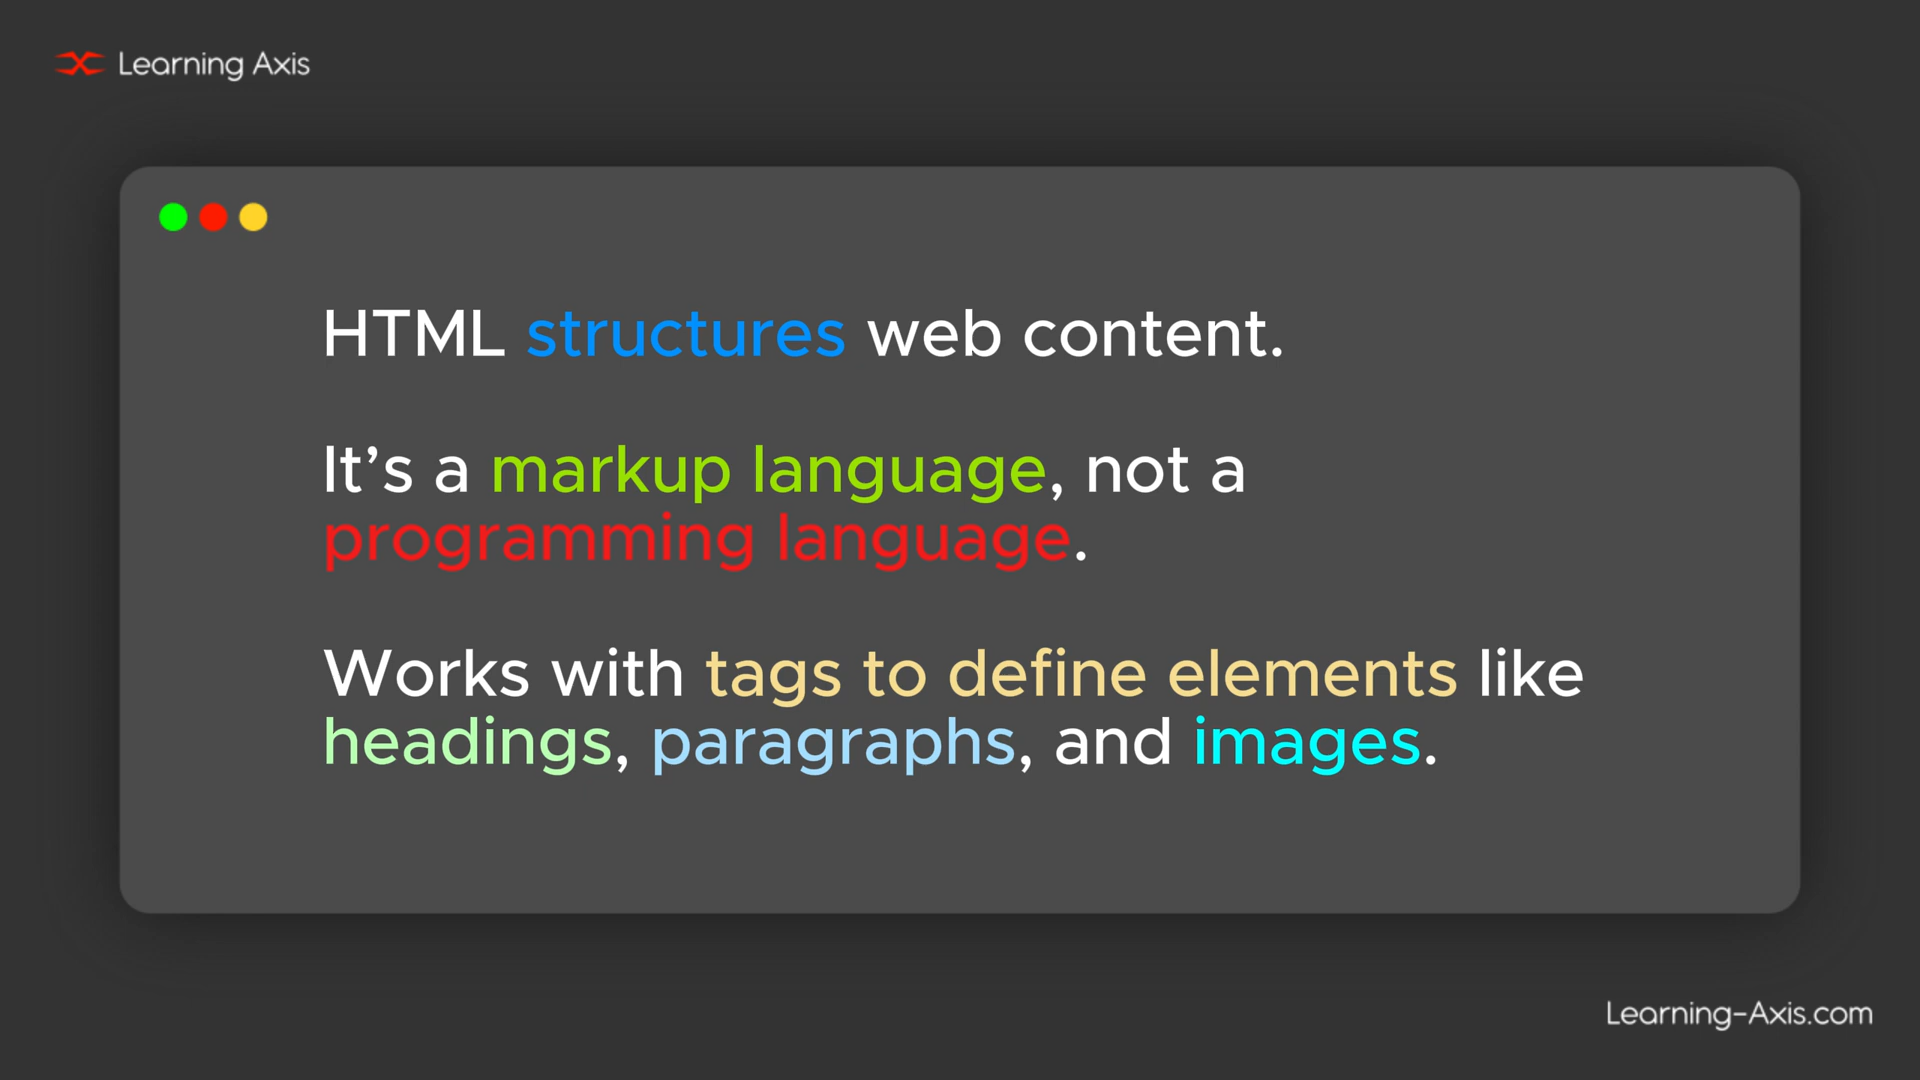 Learning Axis
HTML structures web content.
It’s a markup language, not a
programming language.
Works with tags to define elements like
headings, paragraphs, and images.
Learning-Axis.com